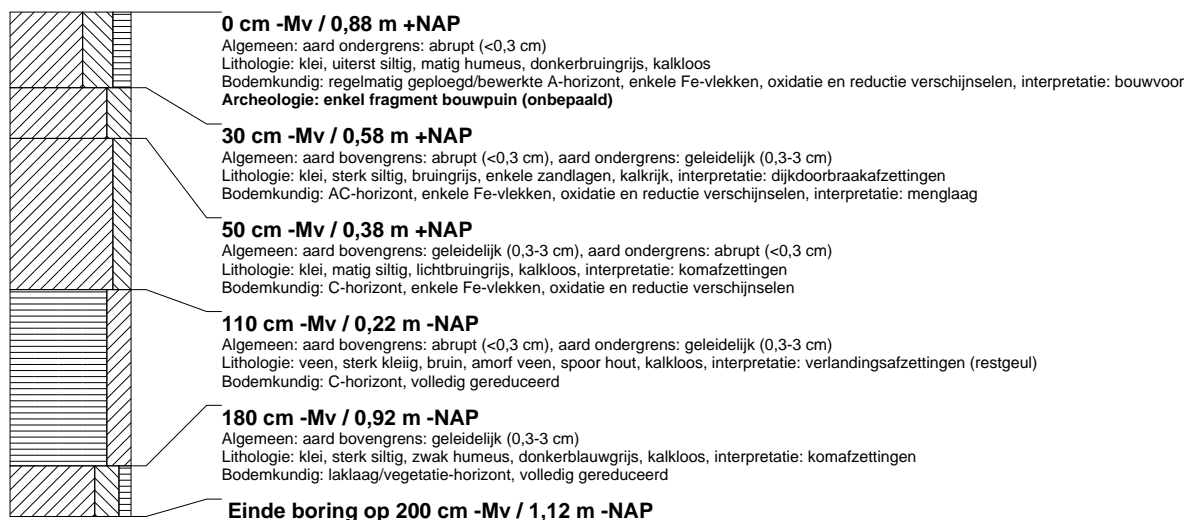 0 cm -Mv / 0,88 m +NAP
Algemeen: aard ondergrens: abrupt (<0,3 cm)
Lithologie: klei, uiterst siltig, matig humeus, donkerbruingrijs, kalkloos
Bodemkundig: regelmatig geploegd/bewerkte A-horizont, enkele Fe-vlekken, oxidatie en reductie verschijnselen, interpretatie: bouwvoor
Archeologie: enkel fragment bouwpuin (onbepaald)
30 cm -Mv / 0,58 m +NAP
Algemeen: aard bovengrens: abrupt (<0,3 cm), aard ondergrens: geleidelijk (0,3-3 cm)
Lithologie: klei, sterk siltig, bruingrijs, enkele zandlagen, kalkrijk, interpretatie: dijkdoorbraakafzettingen
Bodemkundig: AC-horizont, enkele Fe-vlekken, oxidatie en reductie verschijnselen, interpretatie: menglaag
50 cm -Mv / 0,38 m +NAP
Algemeen: aard bovengrens: geleidelijk (0,3-3 cm), aard ondergrens: abrupt (<0,3 cm)
Lithologie: klei, matig siltig, lichtbruingrijs, kalkloos, interpretatie: komafzettingen
Bodemkundig: C-horizont, enkele Fe-vlekken, oxidatie en reductie verschijnselen
110 cm -Mv / 0,22 m -NAP
Algemeen: aard bovengrens: abrupt (<0,3 cm), aard ondergrens: geleidelijk (0,3-3 cm)
Lithologie: veen, sterk kleiig, bruin, amorf veen, spoor hout, kalkloos, interpretatie: verlandingsafzettingen (restgeul)
Bodemkundig: C-horizont, volledig gereduceerd
180 cm -Mv / 0,92 m -NAP
Algemeen: aard bovengrens: geleidelijk (0,3-3 cm)
Lithologie: klei, sterk siltig, zwak humeus, donkerblauwgrijs, kalkloos, interpretatie: komafzettingen
Bodemkundig: laklaag/vegetatie-horizont, volledig gereduceerd
Einde boring op 200 cm -Mv / 1,12 m -NAP